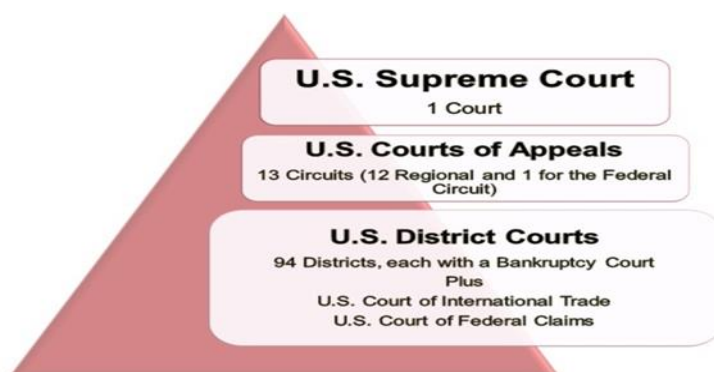 U.S. Supreme Court
1 Court
U.S. Courts of Appeals
13 Circuits (12 Regional and 1 for the Federal
Circuit)
U.S. District Courts
94 Districts, each with a Bankruptcy Court
Plus
U.S. Court of International Trade
U.S. Court of Federal Claims